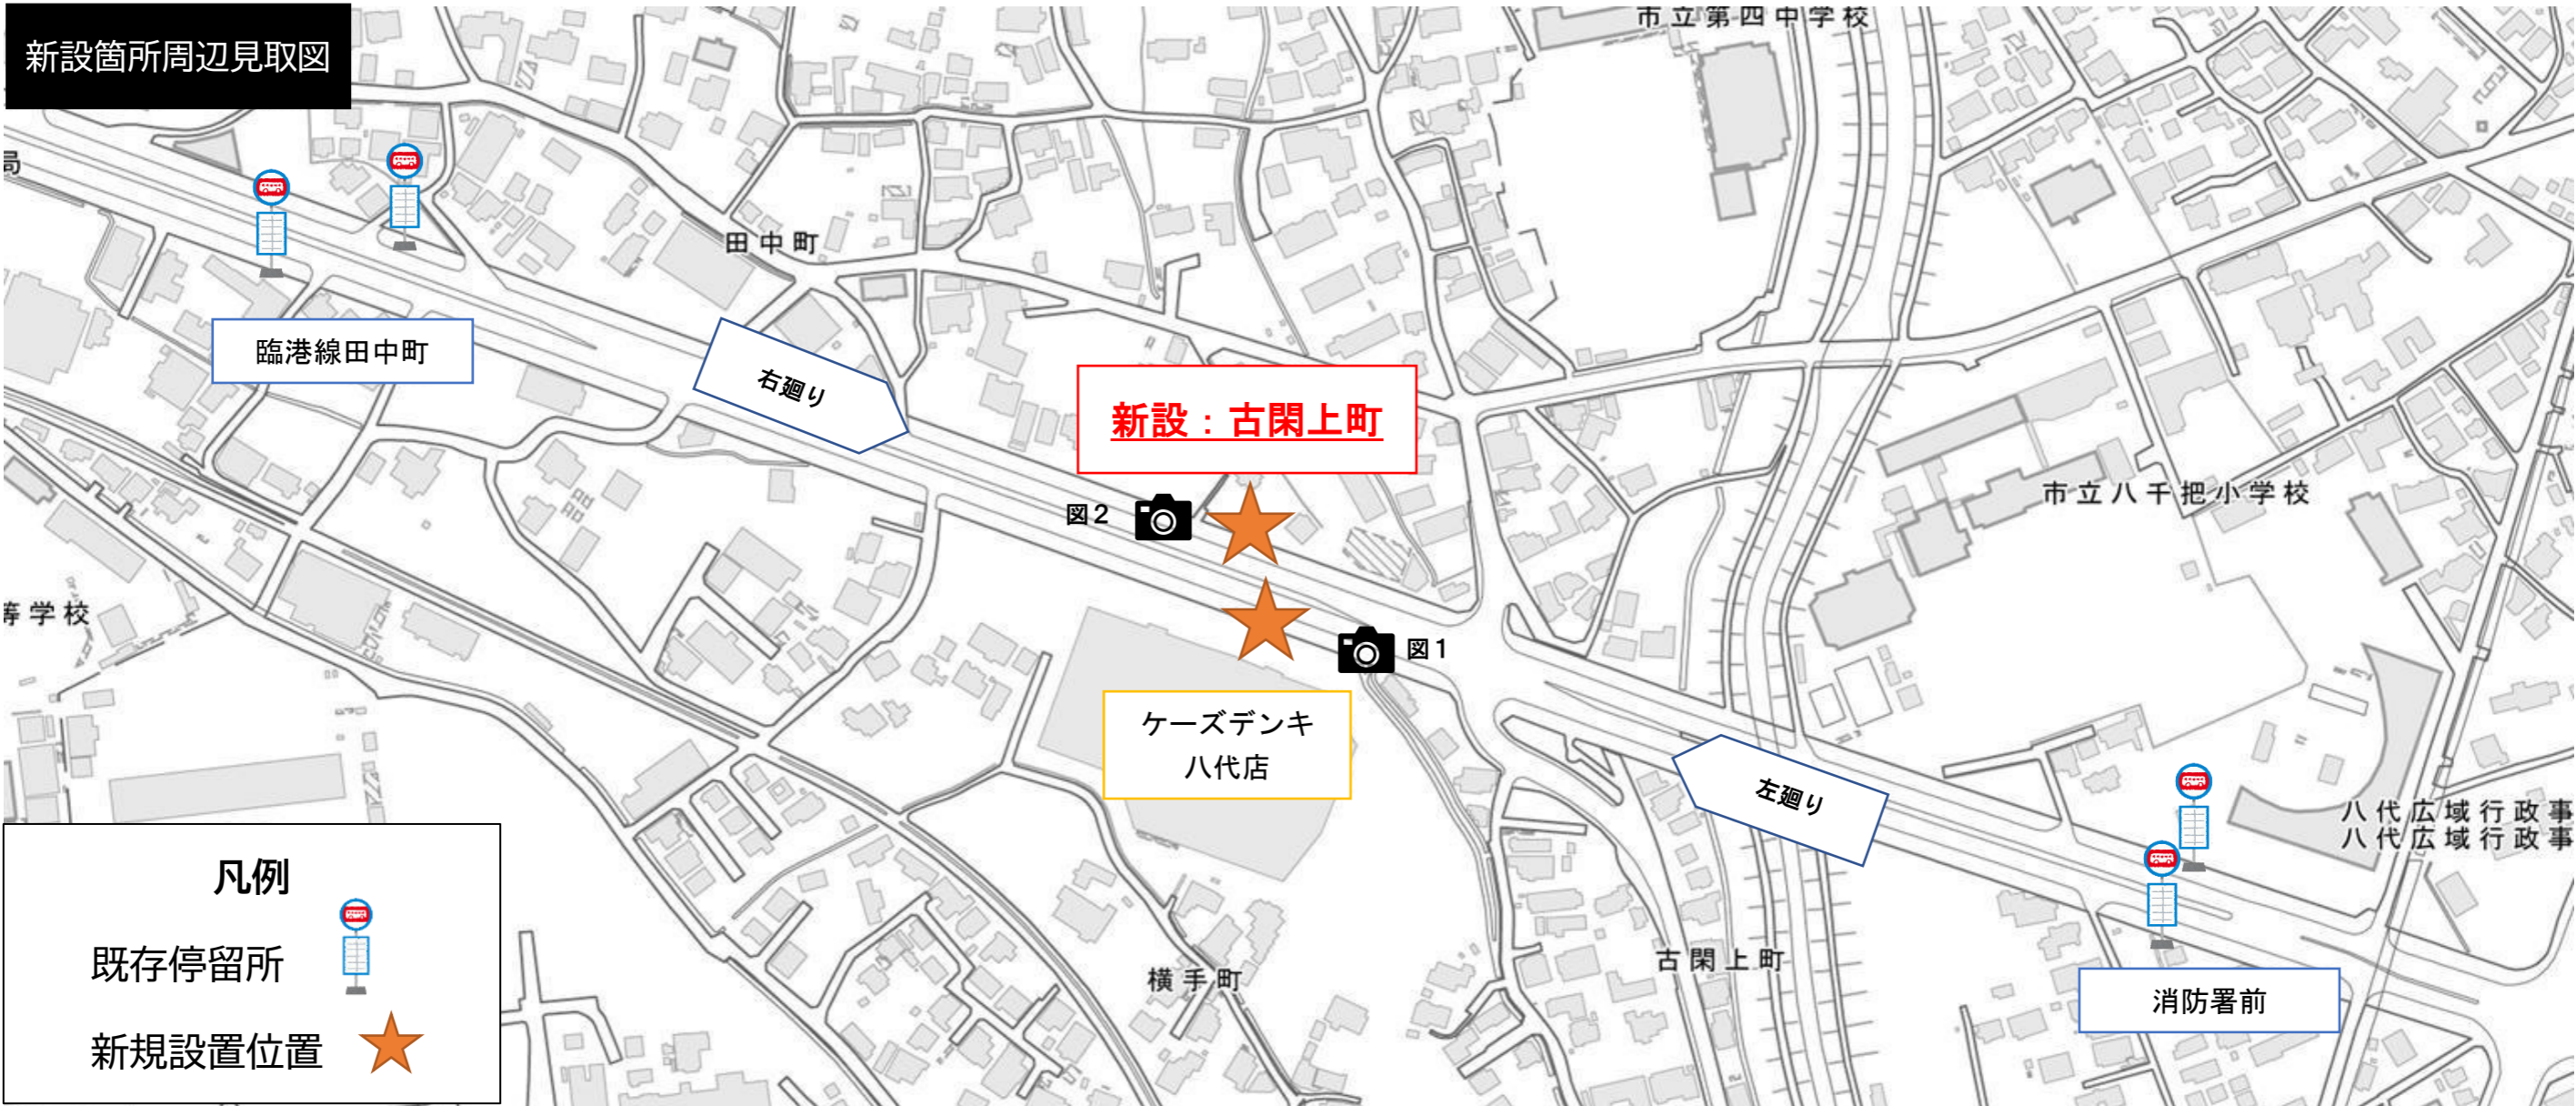 新設箇所周辺見取図
市立第四中学校
局
田中町
臨港線田中町
右廻り
新設：古閑上町
図2
市立八千把小学校
図1
等学校
ケーズデンキ
八代店
左廻り
八代広域行政事
八代広域行政事
凡例
既存停留所
新規設置位置
横手町
古閑上町
消防署前